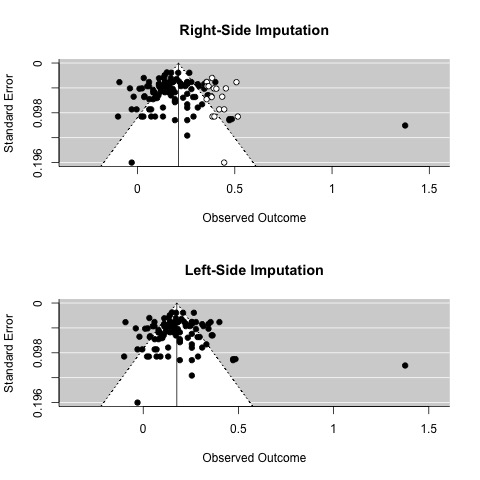 Right-Side Imputation
Standard Error
0
0.098
0.196
0 0.5 1 1.5
Observed Outcome
Left-Side Imputation
Standard Error
0
0.098
0.196
0 0.5 1 1.5
Observed Outcome